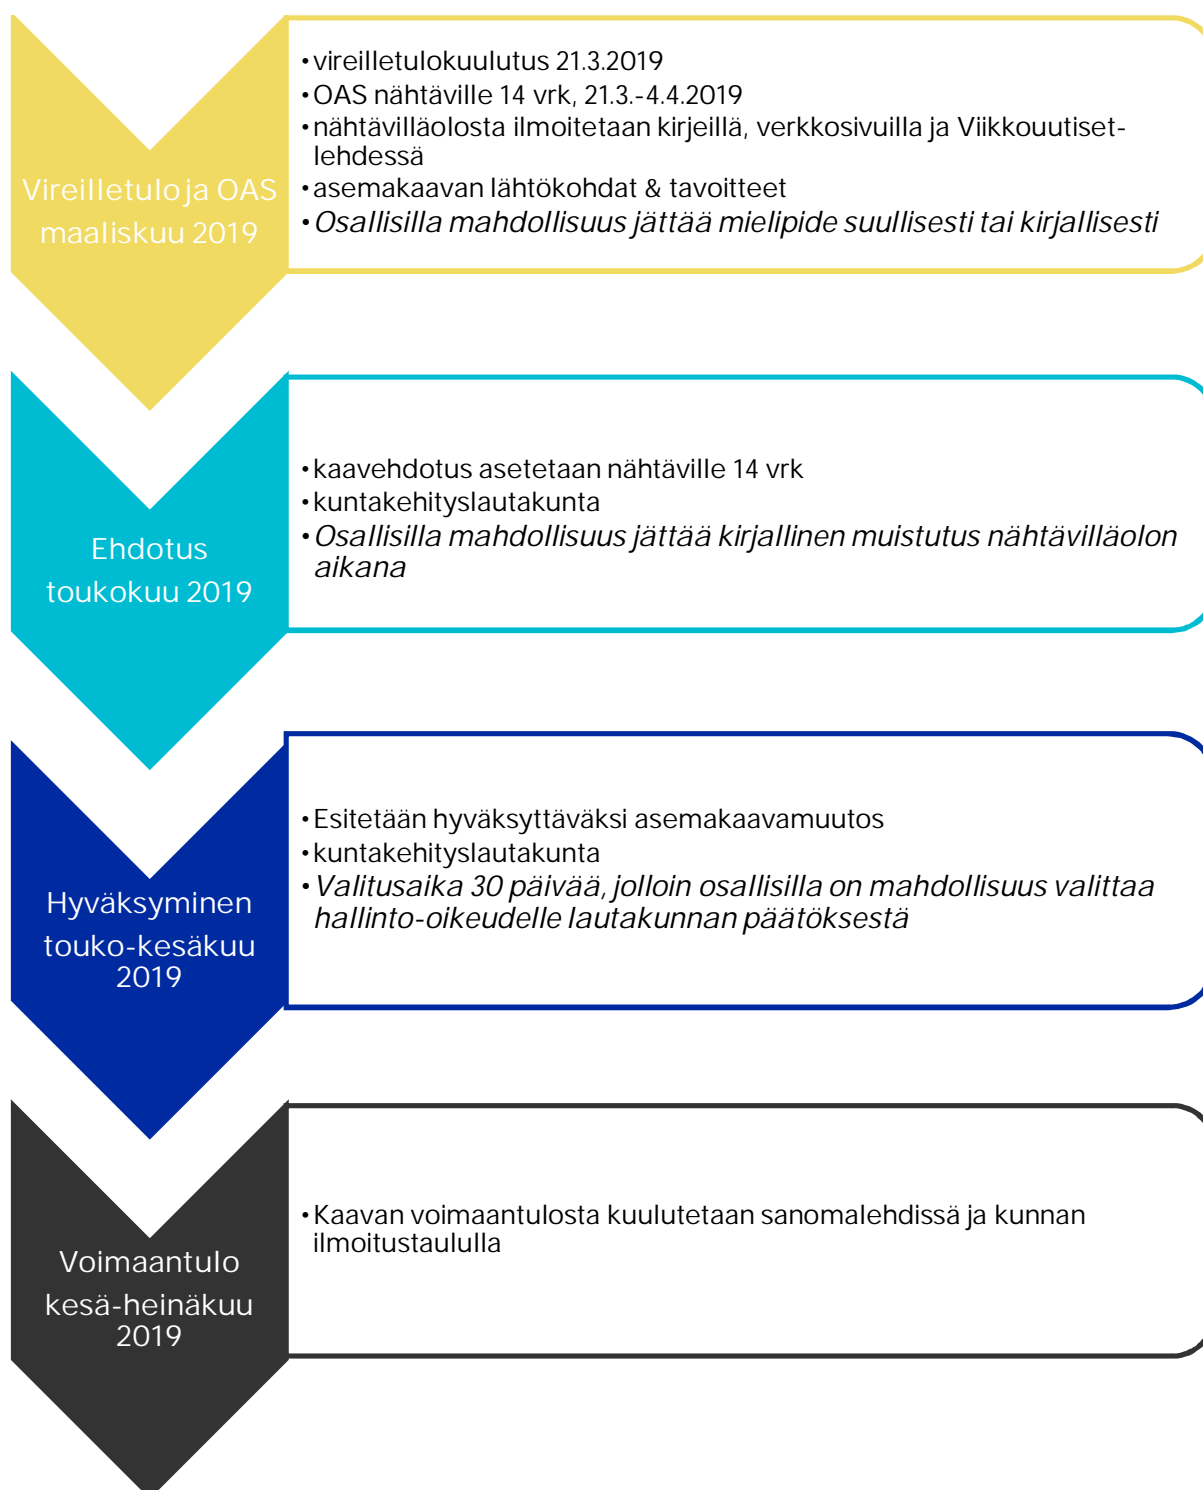 Vireilletulo ja OAS
maaliskuu 2019
•vireilletulokuulutus 21.3.2019
•OAS nähtäville 14 vrk, 21.3.-4.4.2019
•nähtävilläolosta ilmoitetaan kirjeillä, verkkosivuilla ja Viikkouutiset-
lehdessä
•asemakaavan lähtökohdat & tavoitteet
•Osallisilla mahdollisuus jättää mielipide suullisesti tai kirjallisesti
Ehdotus
toukokuu 2019
•kaavehdotus asetetaan nähtäville 14 vrk
•kuntakehityslautakunta
•Osallisilla mahdollisuus jättää kirjallinen muistutus nähtävilläolon
aikana
Hyväksyminen
touko-kesäkuu
2019
•Esitetään hyväksyttäväksi asemakaavamuutos
•kuntakehityslautakunta
•Valitusaika 30 päivää, jolloin osallisilla on mahdollisuus valittaa
hallinto-oikeudelle lautakunnan päätöksestä
Voimaantulo
kesä-heinäkuu
2019
•Kaavan voimaantulosta kuulutetaan sanomalehdissä ja kunnan
ilmoitustaululla